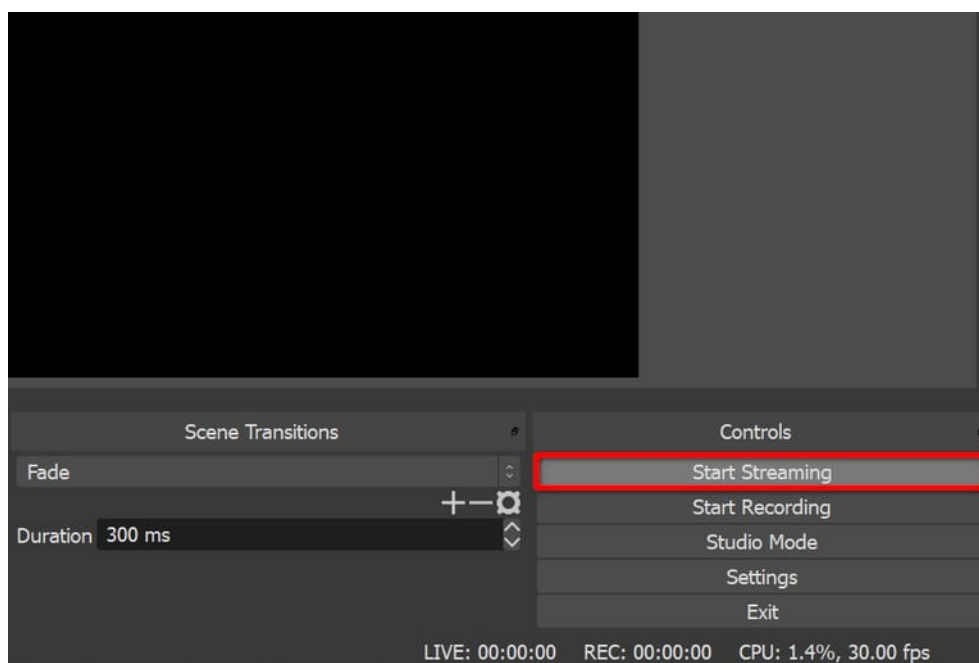 Scene Transitions
Fade
Duration 300 ms
Controls
Start Streaming
Start Recording
Studio Mode
Settings
Exit
LIVE: 00:00:00 REC: 00:00:00 CPU: 1.4%, 30.00 fps